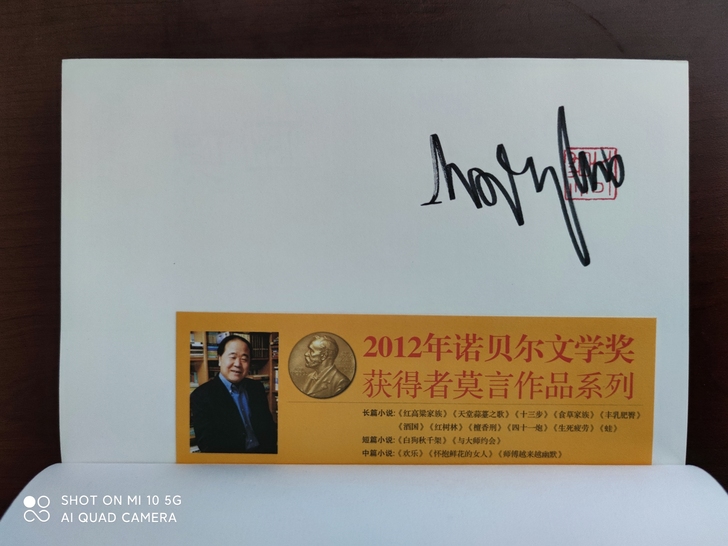 2012年诺贝尔文学奖
获得者莫言作品系列
长篇小说:《红高粱家族》《天堂蒜薹之歌》《十三步》《食草家族》《丰乳肥臀》
《酒国》《红树林》《檀香刑》《四十一炮》《生死疲劳》《蛙》
短篇小说:《白狗秋千架》《与大师约会》
中篇小说:《欢乐》《怀抱鲜花的女人》《师傅越来越幽默》
SHOT ON MI 10 5G
AI QUAD CAMERA